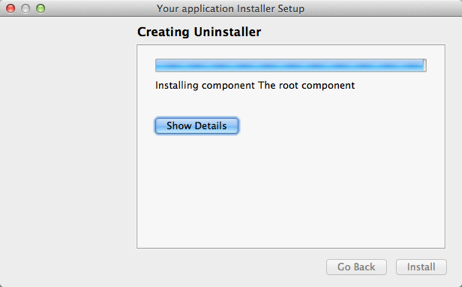 Your application Installer Setup
Creating Uninstaller
Installing component The root component
Show Details
Go Back
Install